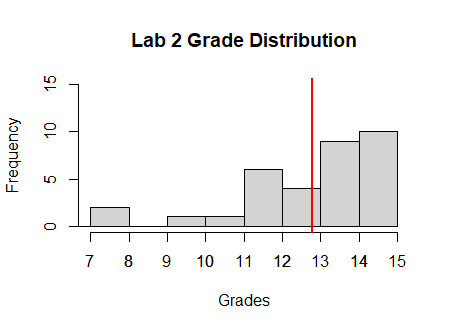 Lab 2 Grade Distribution
15
10
5
0
Frequency
7 8 9 10 11 12 13 14 15
Grades